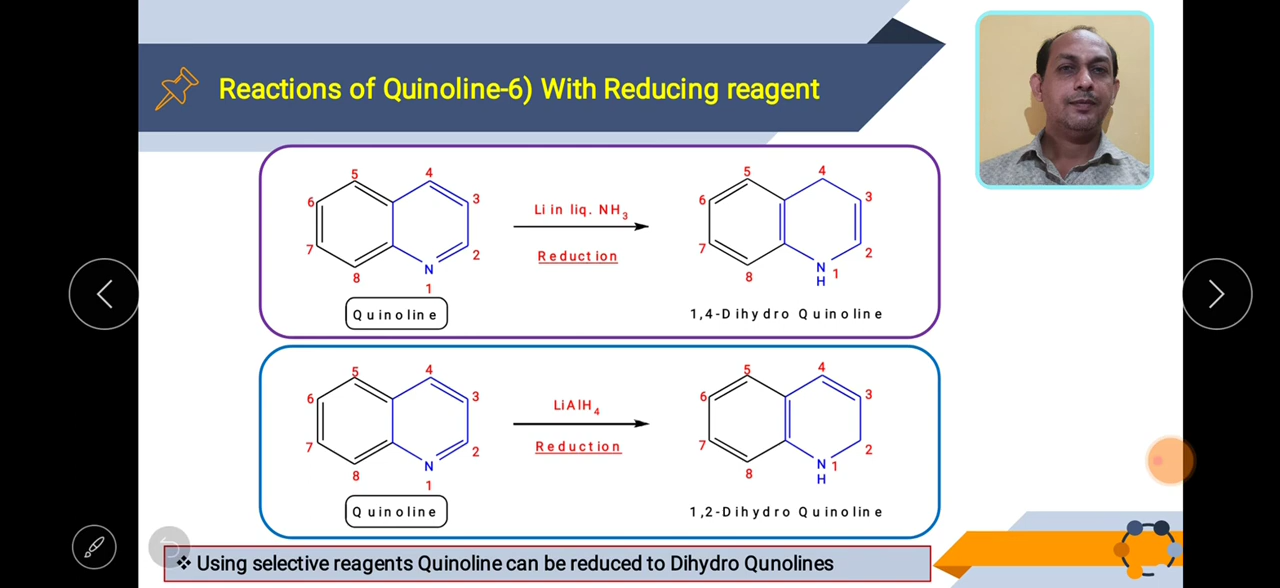 Reactions of Quinoline-6) With Reducing reagent
5 4
6 3
7 2
8 N
1
Quinoline
Li in liq. NH3
Reduction
5 4
6 3
7 2
8 N 1
H
1,4-Dihydro Quinoline
5 4
6 3
7 2
8 N
1
Quinoline
LiAlH4
Reduction
5 4
6 3
7 2
8 N 1
H
1,2-Dihydro Quinoline
❖ Using selective reagents Quinoline can be reduced to Dihydro Qunolines